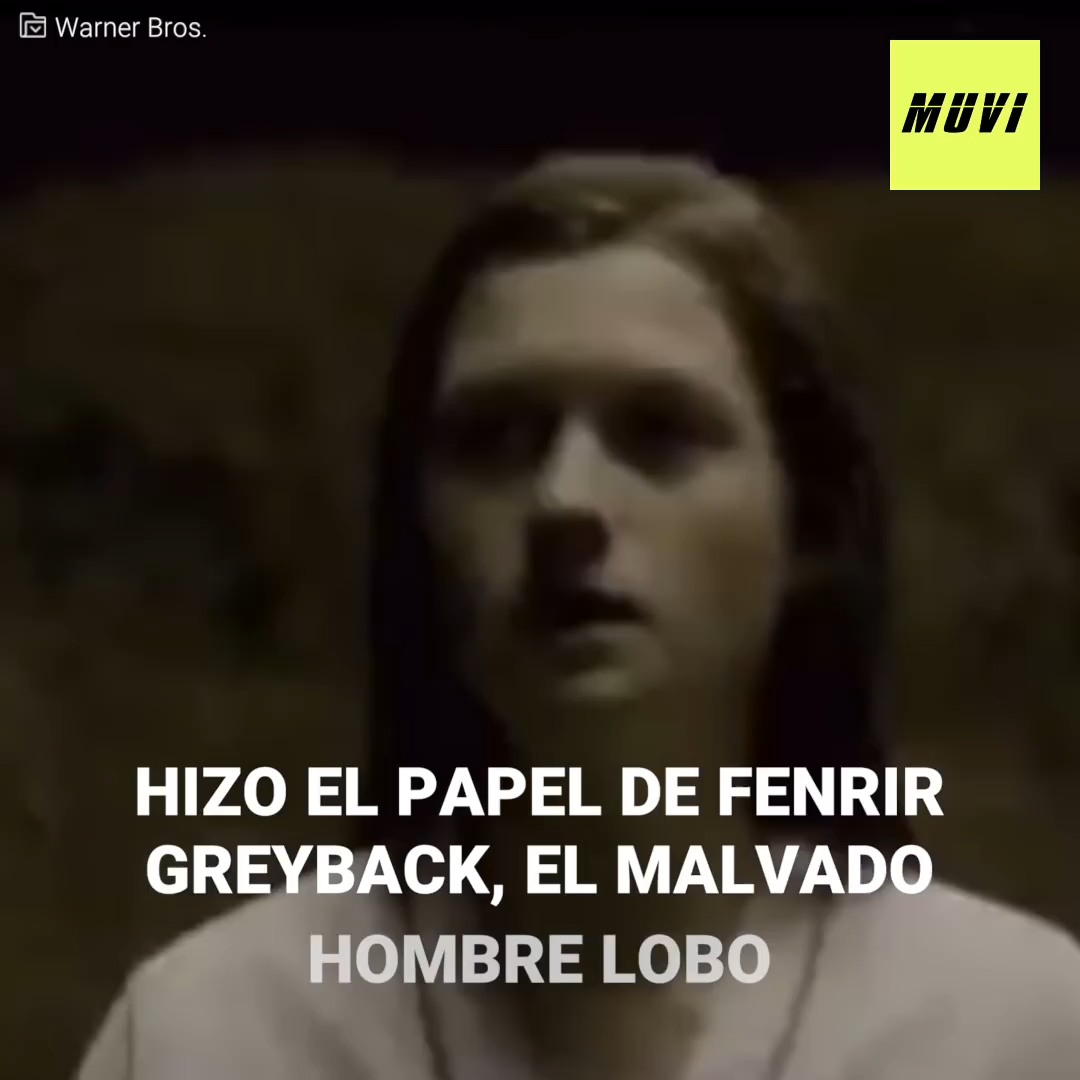 Warner Bros.
MUVI
HIZO EL PAPEL DE FENRIR
GREYBACK, EL MALVADO
HOMBRE LOBO